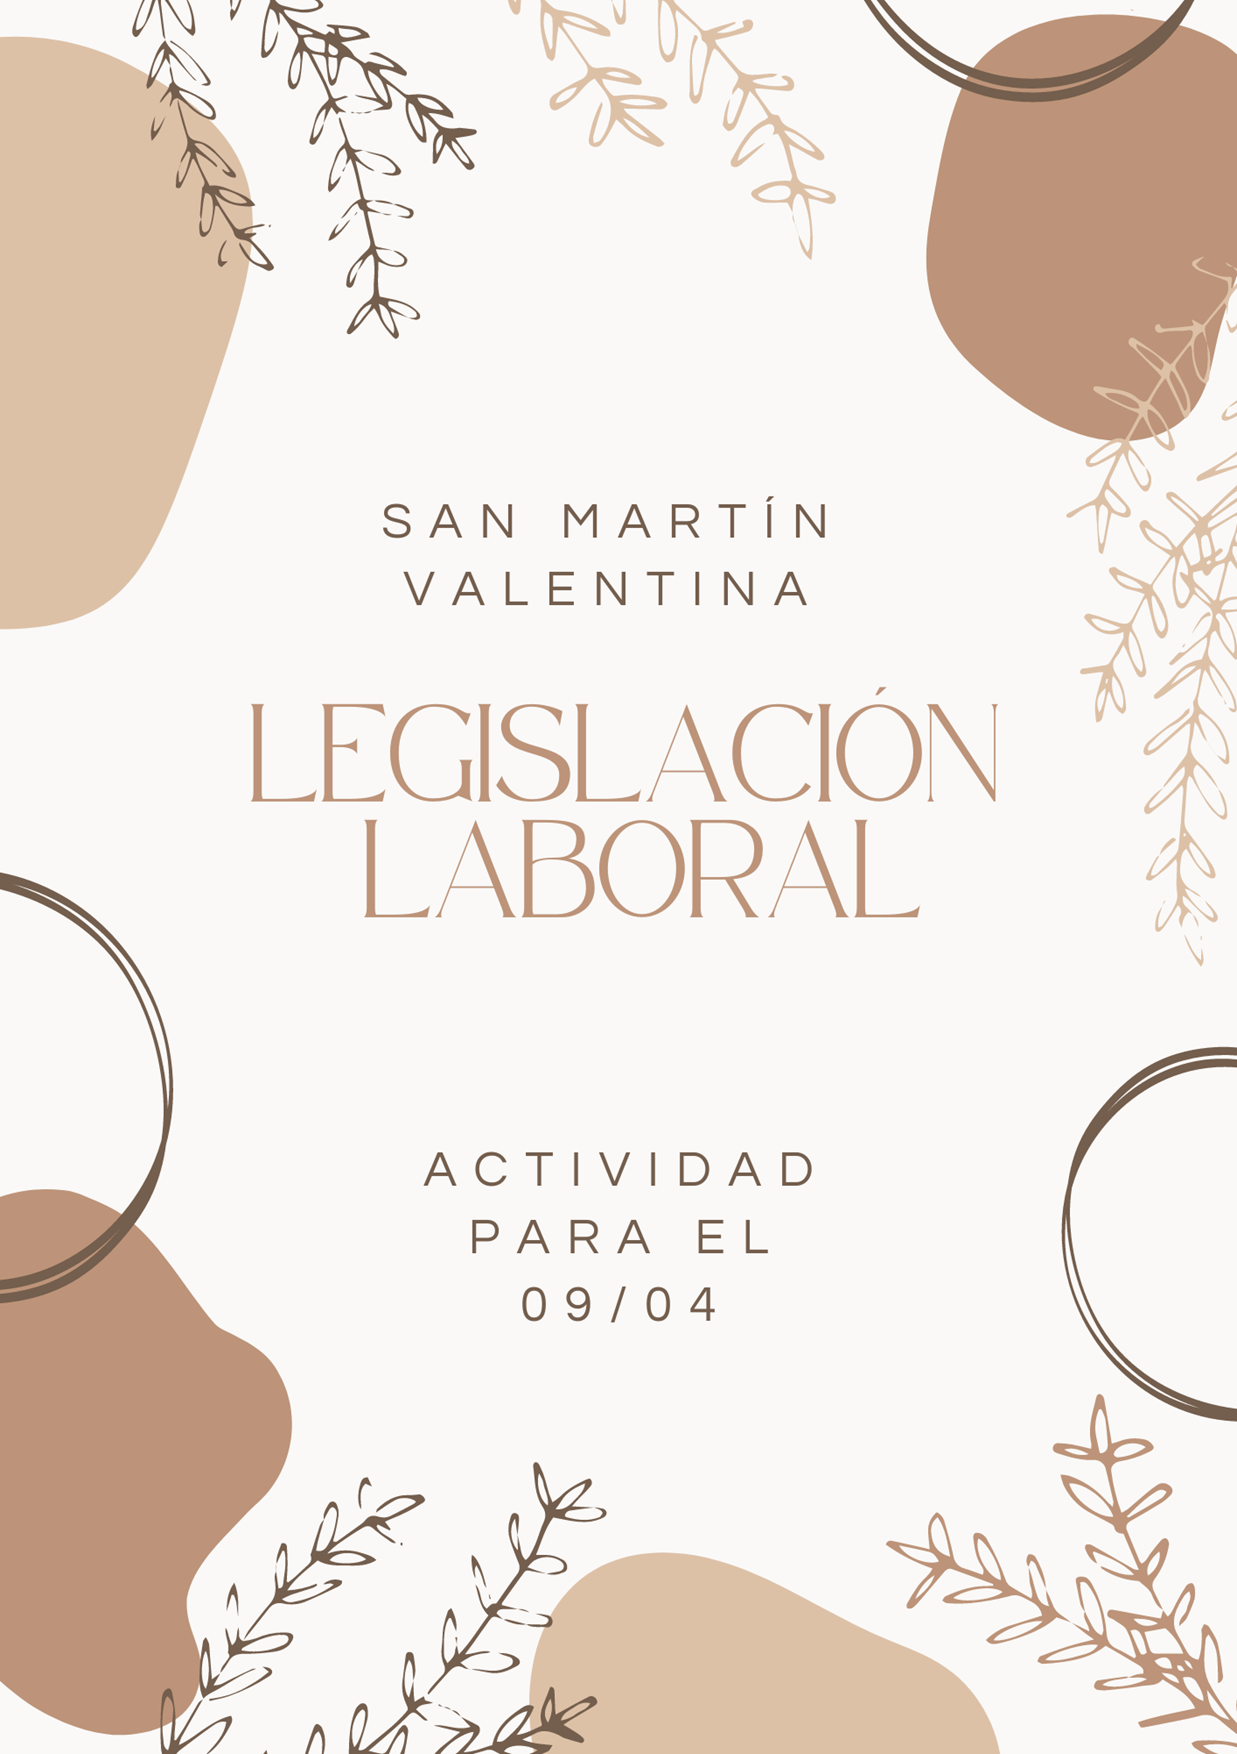 SAN MARTÍN
VALENTINA
LEGISLACIÓN
LABORAL
ACTIVIDAD
PARA EL
09/04